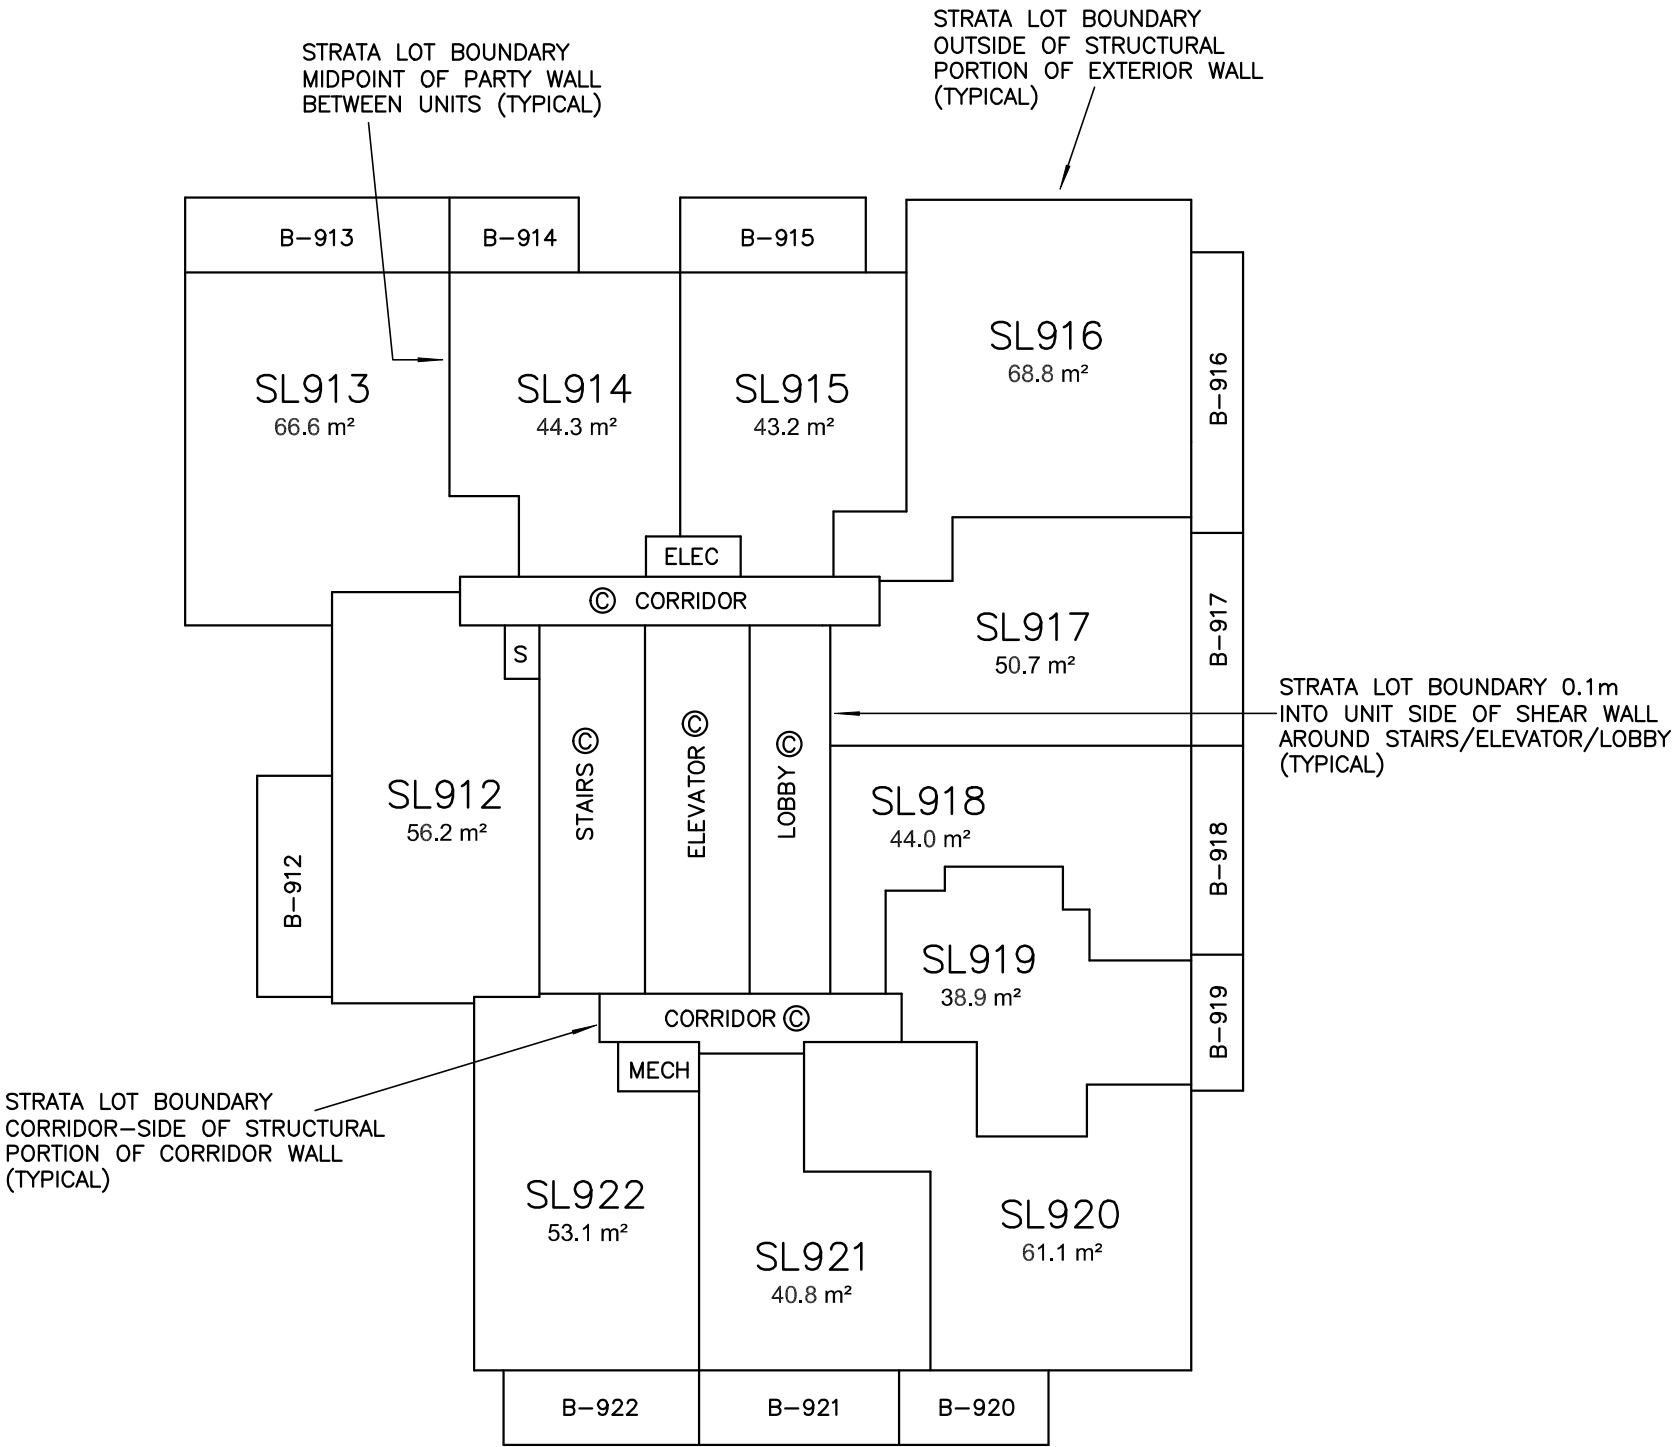 STRATA LOT BOUNDARY
MIDPOINT OF PARTY WALL
BETWEEN UNITS (TYPICAL)
STRATA LOT BOUNDARY
OUTSIDE OF STRUCTURAL
PORTION OF EXTERIOR WALL
(TYPICAL)
B-913
B-914
B-915
SL913
66.6 m²
SL914
44.3 m²
SL915
43.2 m²
SL916
68.8 m²
B-916
ELEC
© CORRIDOR
S
SL917
50.7 m²
B-917
STRATA LOT BOUNDARY 0.1m
INTO UNIT SIDE OF SHEAR WALL
AROUND STAIRS/ELEVATOR/LOBBY
(TYPICAL)
SL912
56.2 m²
B-912
STAIRS ©
ELEVATOR ©
LOBBY ©
SL918
44.0 m²
B-918
SL919
38.9 m²
B-919
CORRIDOR ©
MECH
STRATA LOT BOUNDARY
CORRIDOR-SIDE OF STRUCTURAL
PORTION OF CORRIDOR WALL
(TYPICAL)
SL922
53.1 m²
SL921
40.8 m²
SL920
61.1 m²
B-922
B-921
B-920